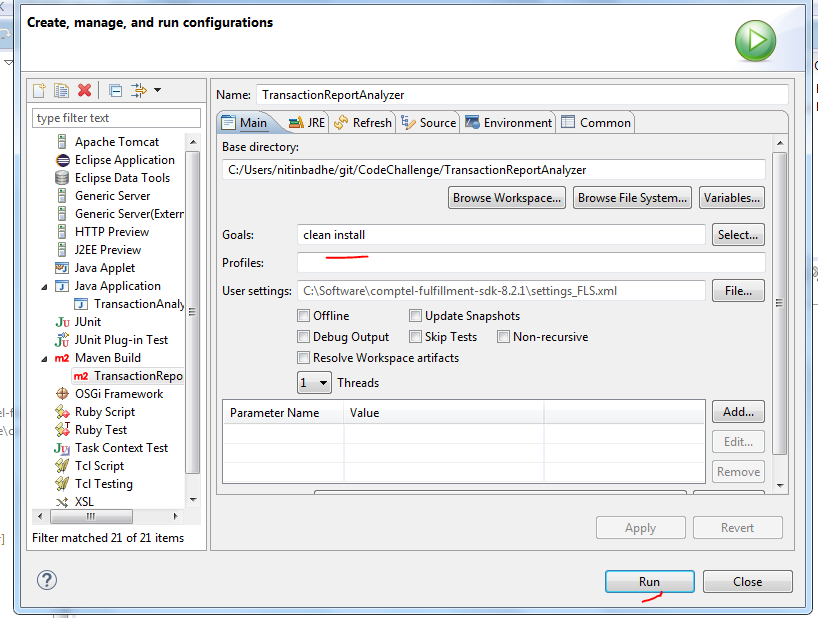 Create, manage, and run configurations
type filter text
Apache Tomcat
Eclipse Application
Eclipse Data Tools
Generic Server
Generic Server(Extern
HTTP Preview
J2EE Preview
Java Applet
Java Application
TransactionAnaly
JUnit
JUnit Plug-in Test
Maven Build
m2 TransactionRepo
OSGi Framework
Ruby Script
Ruby Test
Task Context Test
Tcl Script
Tcl Testing
XSL
Filter matched 21 of 21 items
Name: TransactionReportAnalyzer
Main JRE Refresh Source Environment Common
Base directory:
C:/Users/nitinbadhe/git/CodeChallenge/TransactionReportAnalyzer
Browse Workspace... Browse File System... Variables...
Goals: clean install Select...
Profiles:
User settings: C:\Software\comptel-fulfillment-sdk-8.2.1\settings_FLS.xml File...
Offline Update Snapshots
Debug Output Skip Tests Non-recursive
Resolve Workspace artifacts
1 Threads
Parameter Name Value Add...
Edit...
Remove
Apply Revert
Run Close